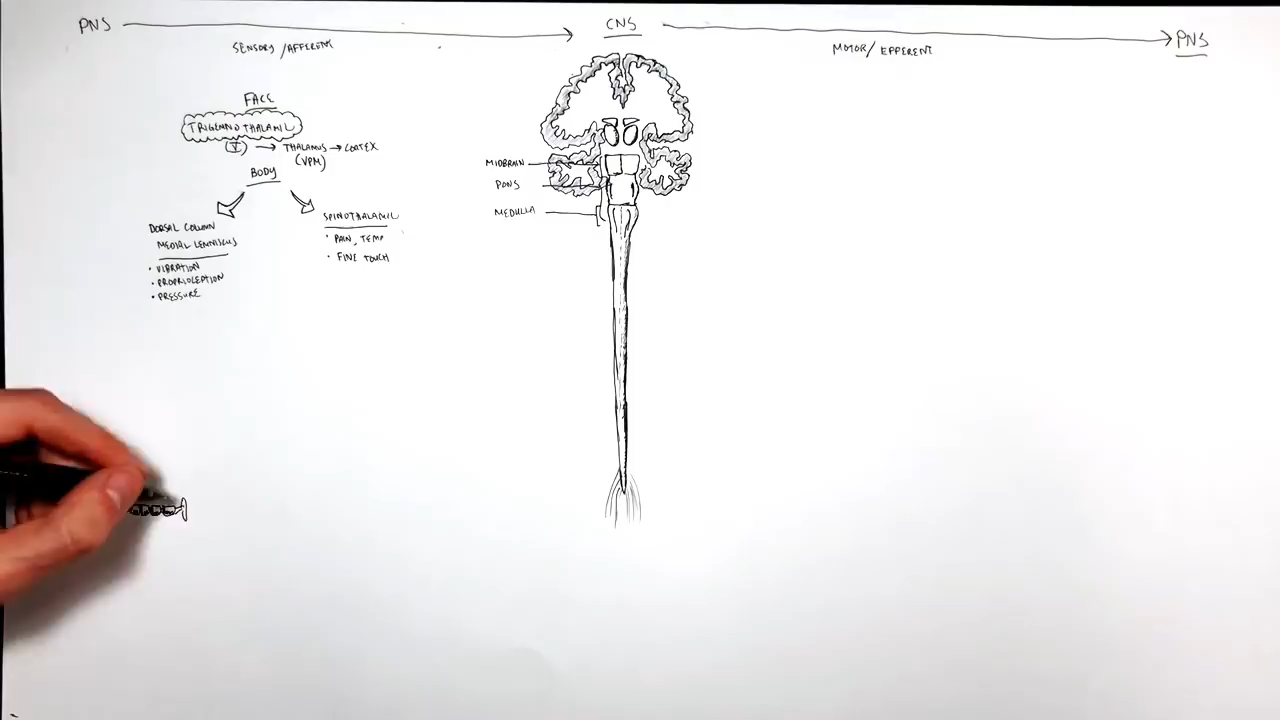 PNS
CNS
PNS
SENSORY / AFFERENT
MOTOR / EFFERENT
FACE
TRIGEMINOTHALAMIC
(V) → THALAMUS → CORTEX
(VPM)
BODY
DORSAL COLUMN
MEDIAL LEMNISCUS
• VIBRATION
• PROPRIOCEPTION
• PRESSURE
SPINOTHALAMIC
• PAIN, TEMP
• FINE TOUCH
MIDBRAIN
PONS
MEDULLA